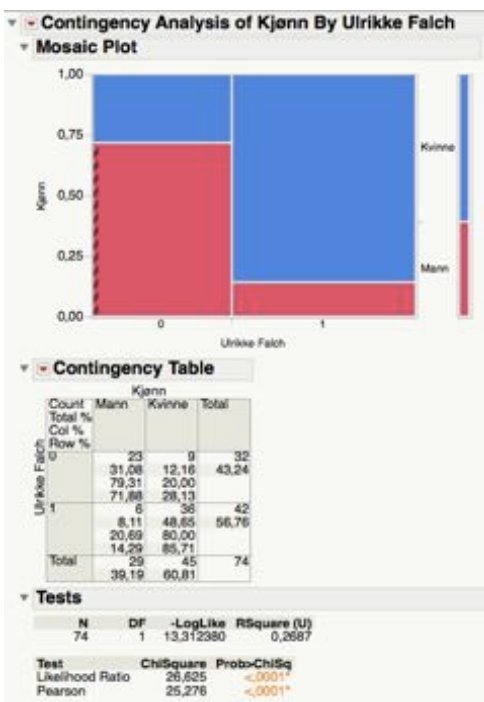 Contingency Analysis of Kjønn By Ulrikke Falch
Mosaic Plot
1,00
0,75
0,50
0,25
0,00
Kjønn
Kvinne
Mann
0 1
Ulrikke Falch
Contingency Table
Kjønn
Count Mann Kvinne Total
Total %
Col %
Row %
Ulrikke Falch
0 23 9 32
31,08 12,16 43,24
79,31 20,00
71,88 28,13
1 6 36 42
8,11 48,65 56,76
20,69 80,00
14,29 85,71
Total 29 45 74
39,19 60,81
Tests
N DF -LogLike RSquare (U)
74 1 13,312380 0,2687
Test ChiSquare Prob>ChiSq
Likelihood Ratio 26,625 <,0001*
Pearson 25,276 <,0001*